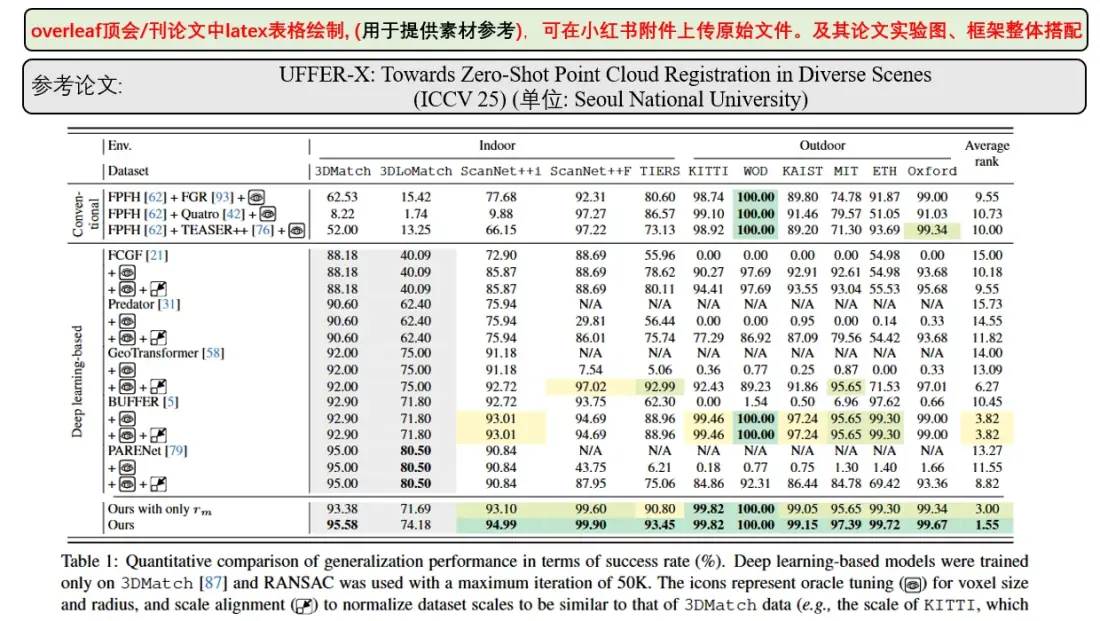 overleaf顶会/刊论文中latex表格绘制, (用于提供素材参考)，可在小红书附件上传原始文件。及其论文实验图、框架整体搭配
参考论文:
UFFER-X: Towards Zero-Shot Point Cloud Registration in Diverse Scenes
(ICCV 25) (单位: Seoul National University)
Env. Indoor Outdoor Average rank
Dataset 3DMatch 3DLoMatch ScanNet++i ScanNet++F TIERS KITTI WOD KAIST MIT ETH Oxford
Conven-tional
FPFH [62] + FGR [93] + 62.53 15.42 77.68 92.31 80.60 98.74 100.00 89.80 74.78 91.87 99.00 9.55
FPFH [62] + Quatro [42] + 8.22 1.74 9.88 97.27 86.57 99.10 100.00 91.46 79.57 51.05 91.03 10.73
FPFH [62] + TEASER++ [76] + 52.00 13.25 66.15 97.22 73.13 98.92 100.00 89.20 71.30 93.69 99.34 10.00
Deep learning-based
FCGF [21] 88.18 40.09 72.90 88.69 55.96 0.00 0.00 0.00 0.00 54.98 0.00 15.00
+ 88.18 40.09 85.87 88.69 78.62 90.27 97.69 92.91 92.61 54.98 93.68 10.18
+ + 88.18 40.09 85.87 88.69 80.11 94.41 97.69 93.55 93.04 55.53 95.68 9.55
Predator [31] 90.60 62.40 75.94 N/A N/A N/A N/A N/A N/A N/A N/A 15.73
+ 90.60 62.40 75.94 29.81 56.44 0.00 0.00 0.95 0.00 0.14 0.33 14.55
+ + 90.60 62.40 75.94 86.01 75.74 77.29 86.92 87.09 79.56 54.42 93.68 11.82
GeoTransformer [58] 92.00 75.00 91.18 N/A N/A N/A N/A N/A N/A N/A N/A 14.00
+ 92.00 75.00 91.18 7.54 5.06 0.36 0.77 0.25 0.87 0.00 0.33 13.09
+ + 92.00 75.00 92.72 97.02 92.99 92.43 89.23 91.86 95.65 71.53 97.01 6.27
BUFFER [5] 92.90 71.80 92.72 93.75 62.30 0.00 1.54 0.50 6.96 97.62 0.66 10.45
+ 92.90 71.80 93.01 94.69 88.96 99.46 100.00 97.24 95.65 99.30 99.00 3.82
+ + 92.90 71.80 93.01 94.69 88.96 99.46 100.00 97.24 95.65 99.30 99.00 3.82
PARENet [79] 95.00 80.50 90.84 N/A N/A N/A N/A N/A N/A N/A N/A 13.27
+ 95.00 80.50 90.84 43.75 6.21 0.18 0.77 0.75 1.30 1.40 1.66 11.55
+ + 95.00 80.50 90.84 87.95 75.06 84.86 92.31 86.44 84.78 69.42 93.36 8.82
Ours with only rm 93.38 71.69 93.10 99.60 90.80 99.82 100.00 99.05 95.65 99.30 99.34 3.00
Ours 95.58 74.18 94.99 99.90 93.45 99.82 100.00 99.15 97.39 99.72 99.67 1.55
Table 1: Quantitative comparison of generalization performance in terms of success rate (%). Deep learning-based models were trained
only on 3DMatch [87] and RANSAC was used with a maximum iteration of 50K. The icons represent oracle tuning () for voxel size
and radius, and scale alignment () to normalize dataset scales to be similar to that of 3DMatch data (e.g., the scale of KITTI, which